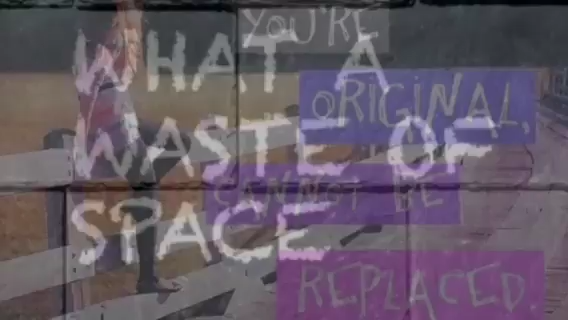 YOU'RE
WHAT A
ORIGINAL,
WASTE OF
CANNOT BE
SPACE
REPLACED.